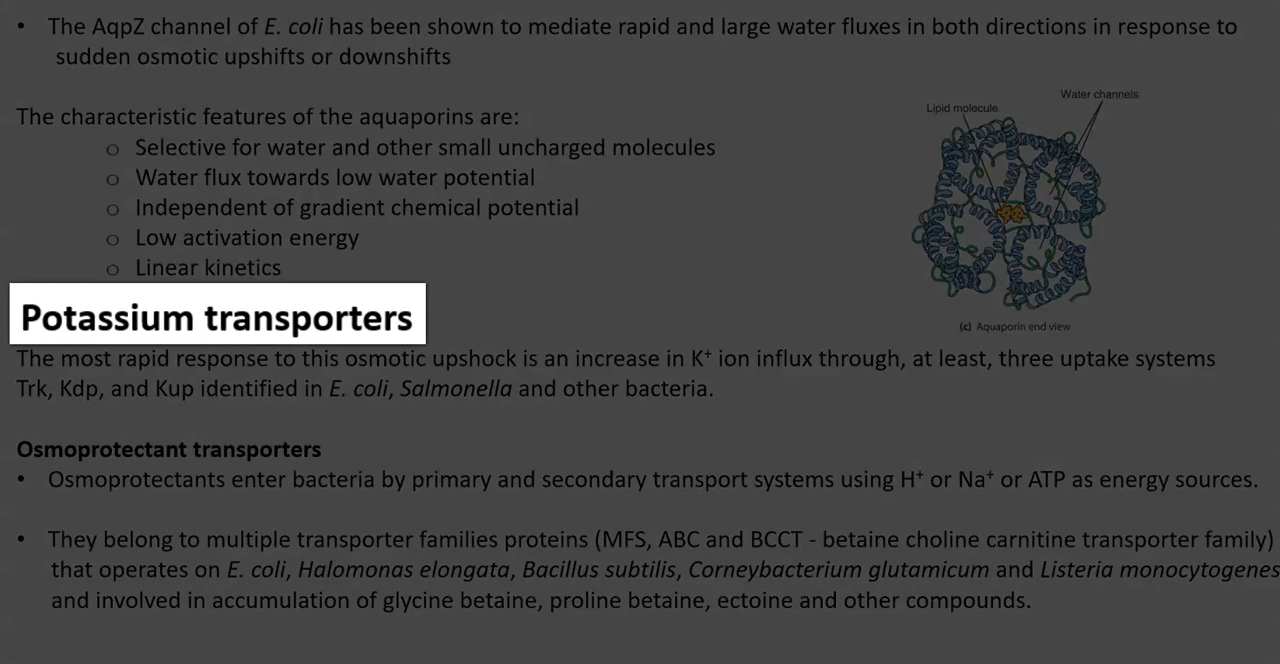 • The AqpZ channel of E. coli has been shown to mediate rapid and large water fluxes in both directions in response to
sudden osmotic upshifts or downshifts
The characteristic features of the aquaporins are:
o Selective for water and other small uncharged molecules
o Water flux towards low water potential
o Independent of gradient chemical potential
o Low activation energy
o Linear kinetics
Water channels
Lipid molecule
(c) Aquaporin end view
Potassium transporters
The most rapid response to this osmotic upshock is an increase in K⁺ ion influx through, at least, three uptake systems
Trk, Kdp, and Kup identified in E. coli, Salmonella and other bacteria.
Osmoprotectant transporters
• Osmoprotectants enter bacteria by primary and secondary transport systems using H⁺ or Na⁺ or ATP as energy sources.
• They belong to multiple transporter families proteins (MFS, ABC and BCCT - betaine choline carnitine transporter family)
that operates on E. coli, Halomonas elongata, Bacillus subtilis, Corneybacterium glutamicum and Listeria monocytogenes
and involved in accumulation of glycine betaine, proline betaine, ectoine and other compounds.